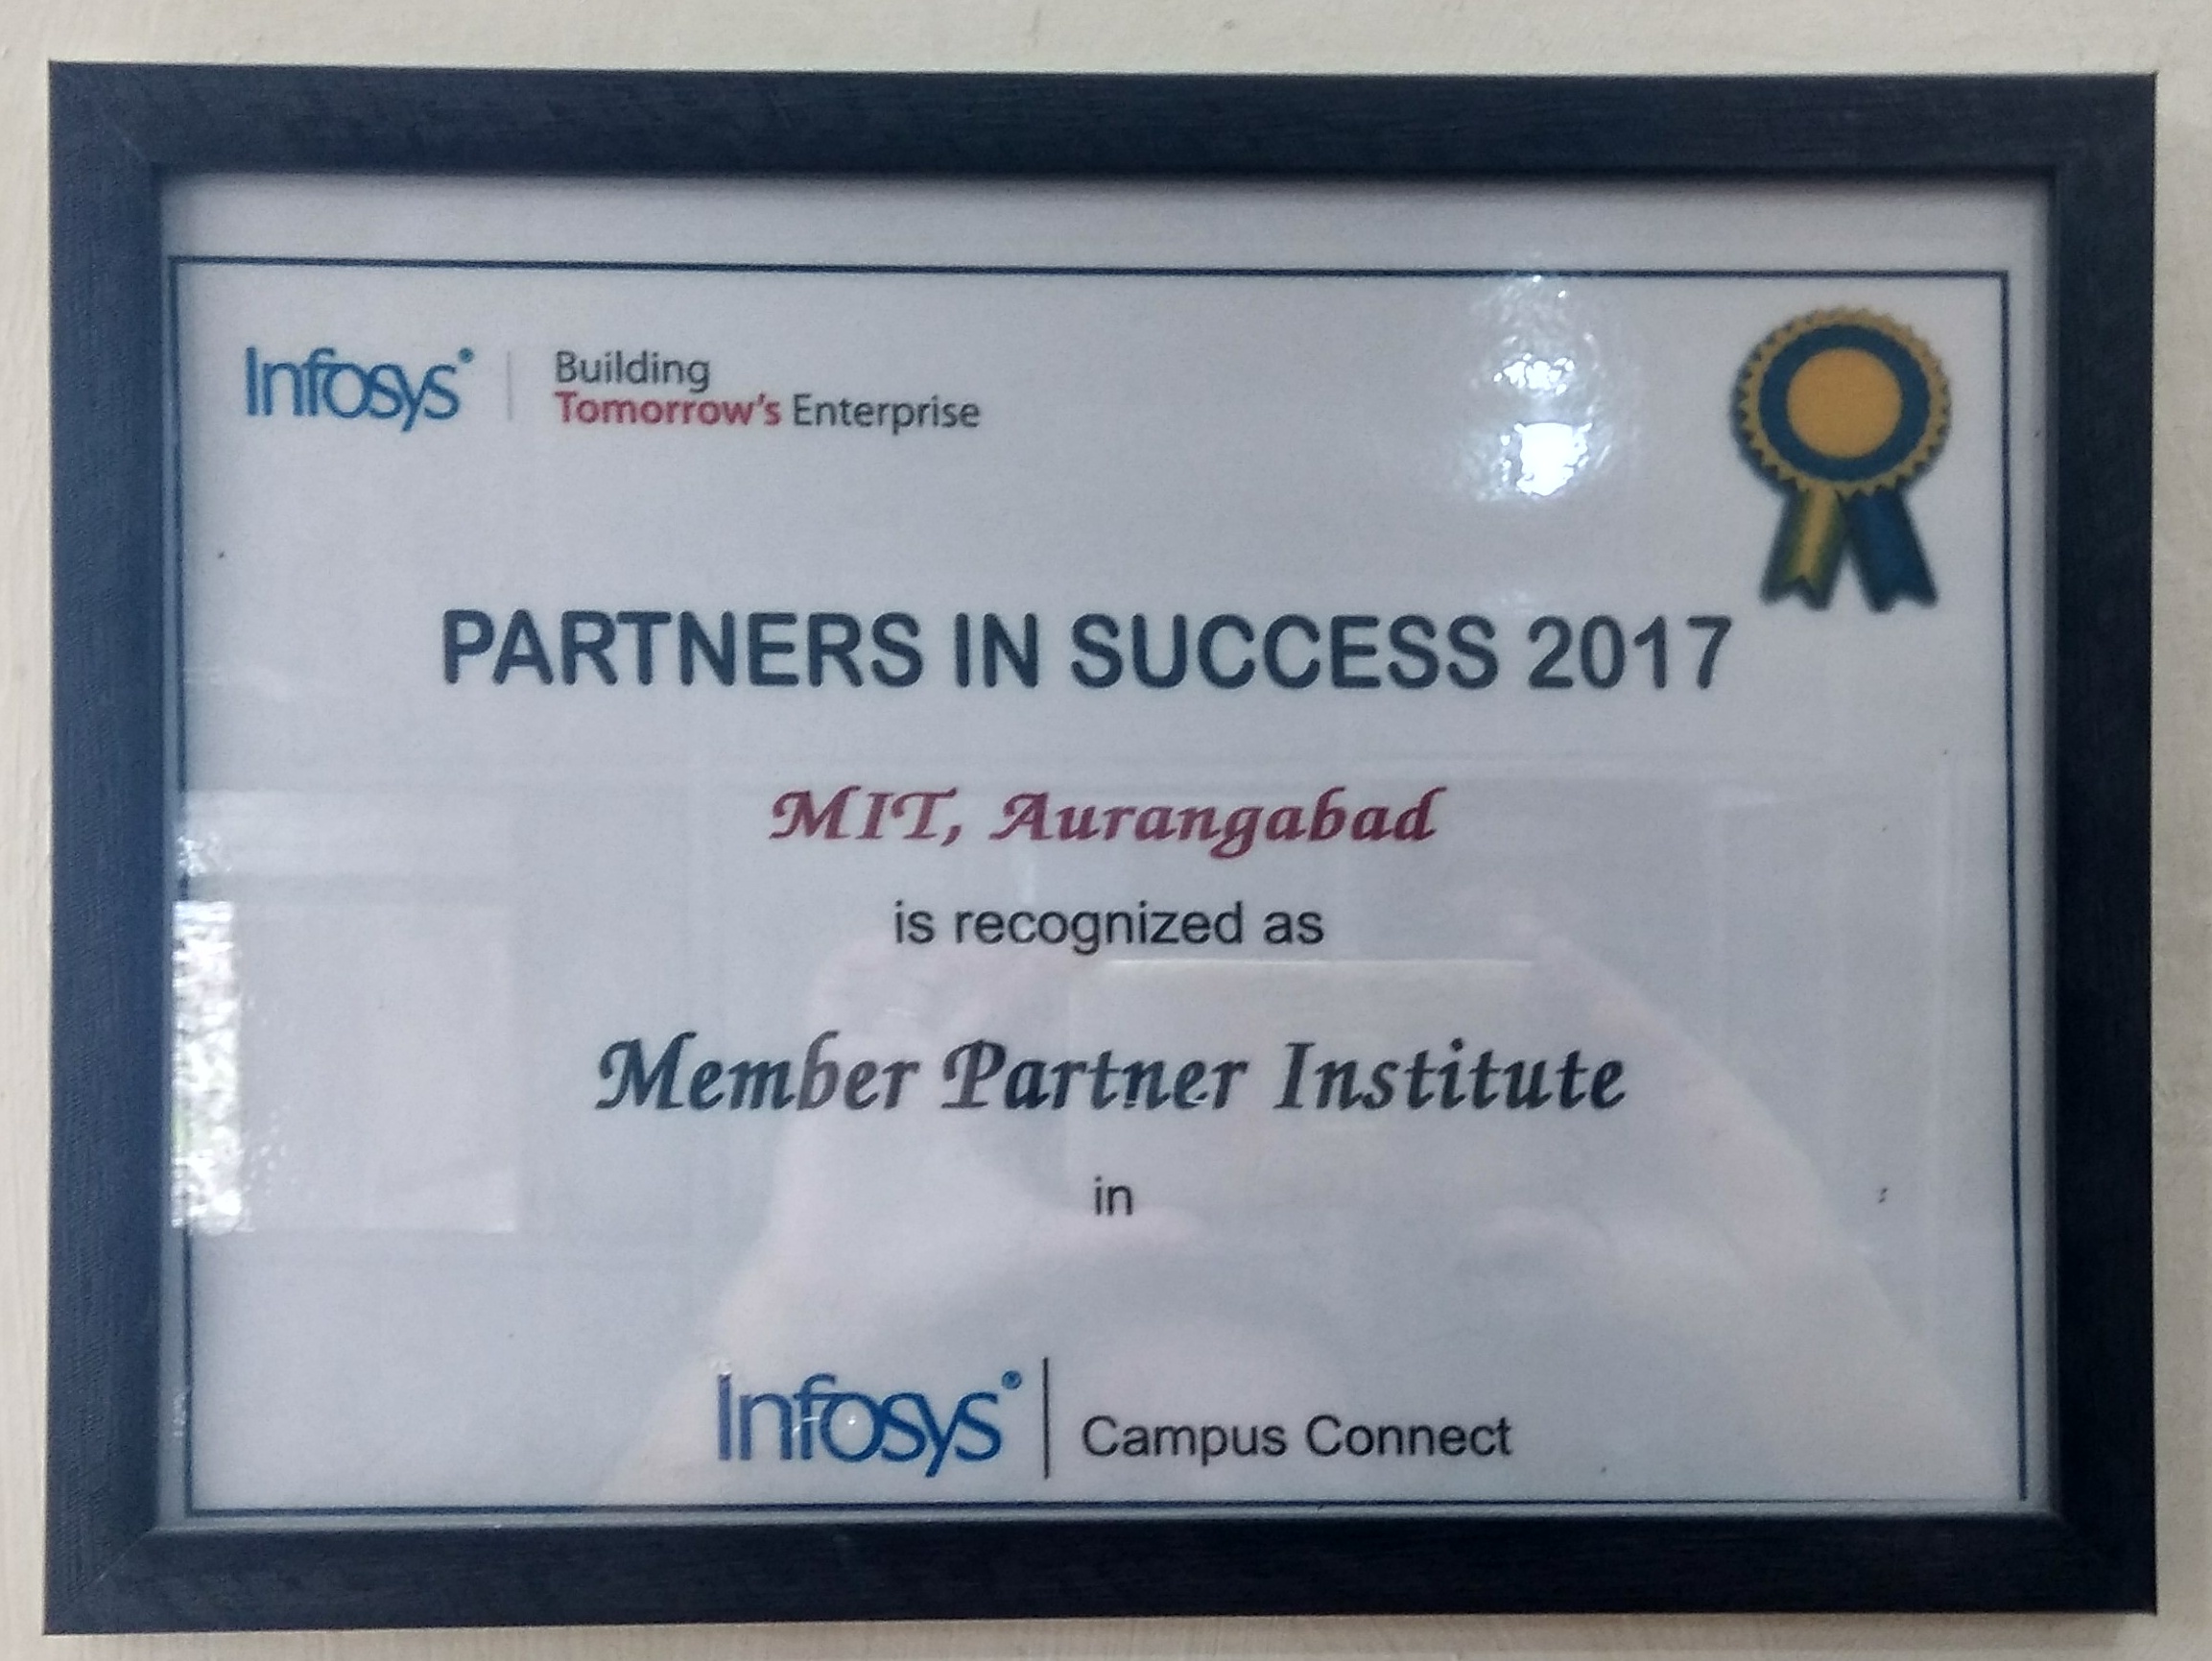 Infosys | Building
Tomorrow's Enterprise
PARTNERS IN SUCCESS 2017
MIT, Aurangabad
is recognized as
Member Partner Institute
in
Infosys® | Campus Connect